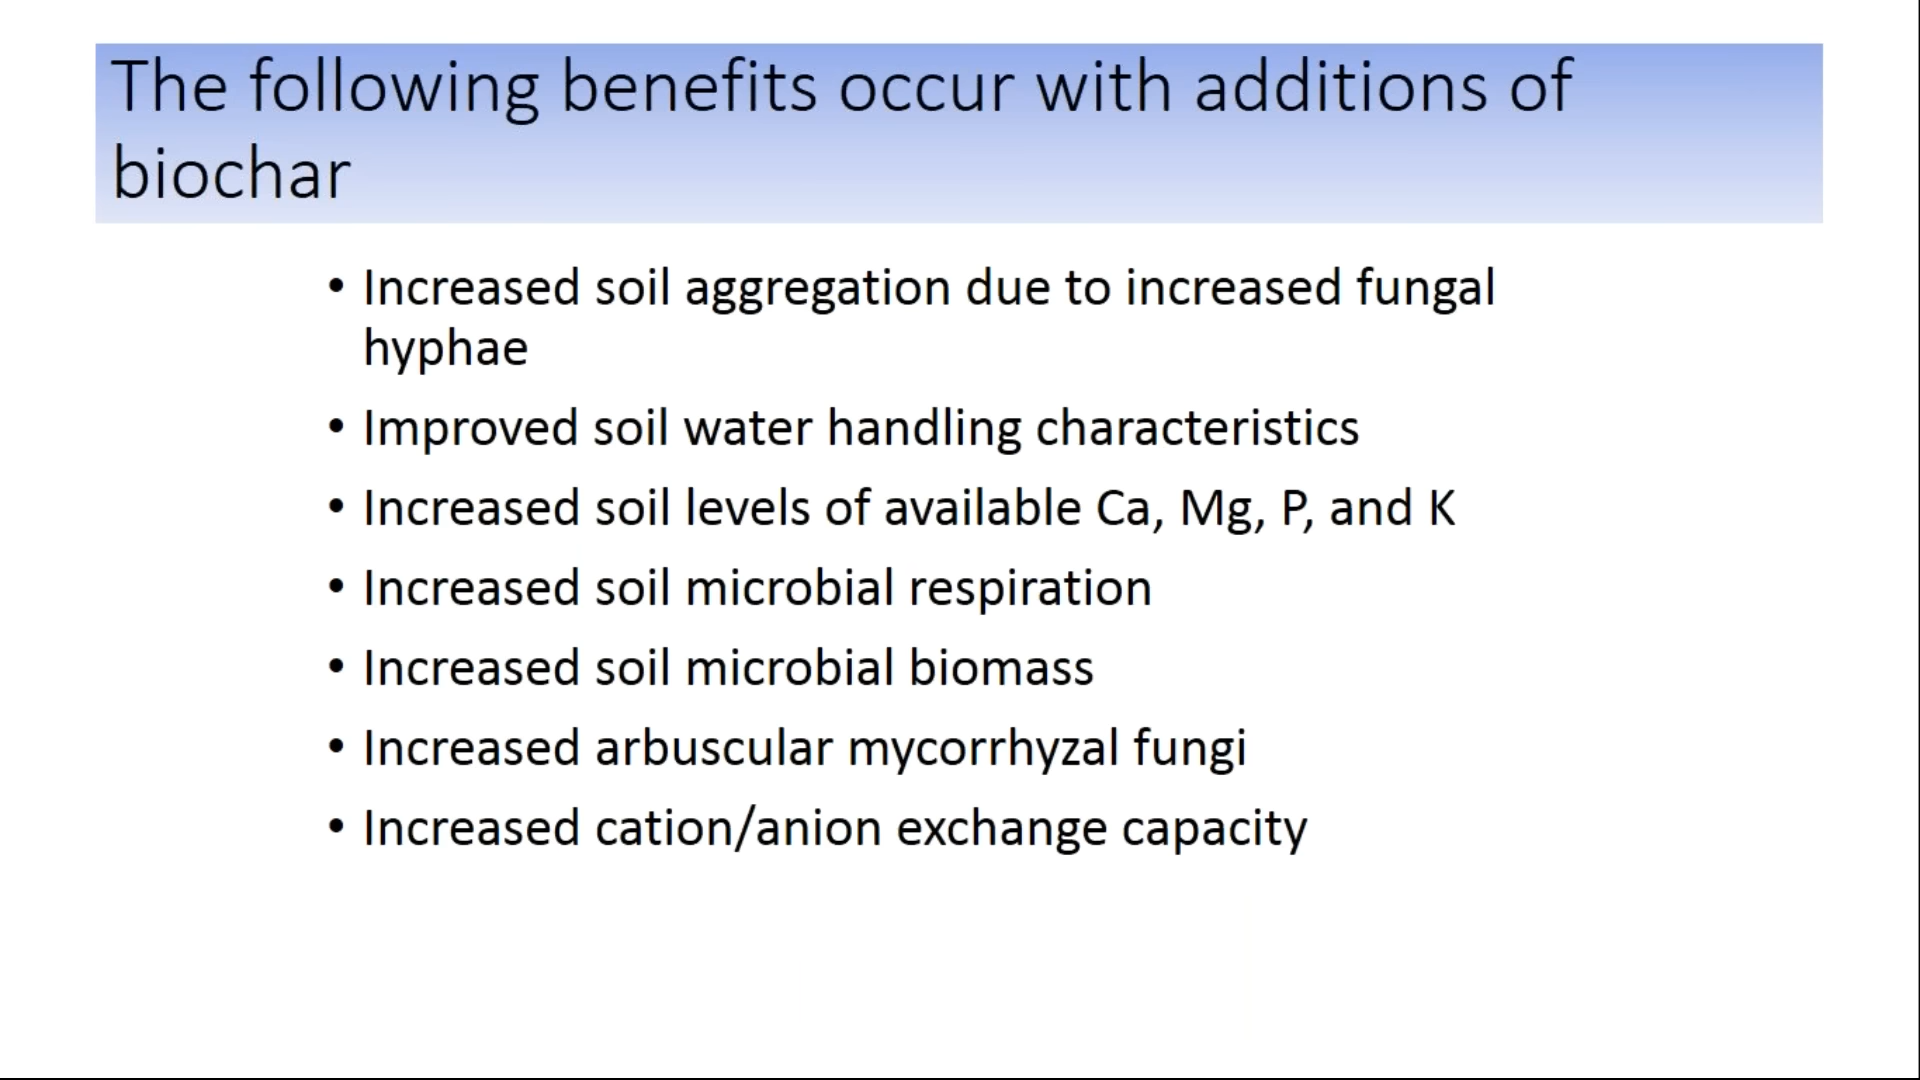 The following benefits occur with additions of
biochar
• Increased soil aggregation due to increased fungal
hyphae
• Improved soil water handling characteristics
• Increased soil levels of available Ca, Mg, P, and K
• Increased soil microbial respiration
• Increased soil microbial biomass
• Increased arbuscular mycorrhyzal fungi
• Increased cation/anion exchange capacity